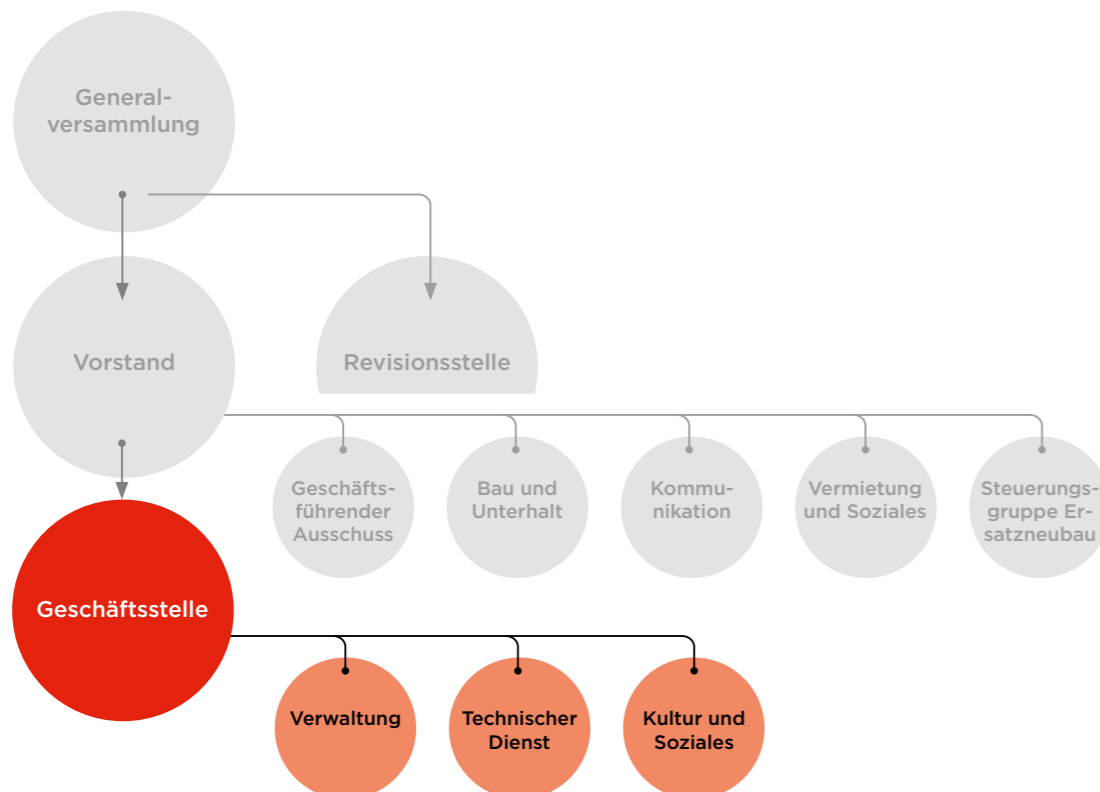 General-
versammlung
Vorstand
Revisionsstelle
Geschäfts-
führender
Ausschuss
Bau und
Unterhalt
Kommu-
nikation
Vermietung
und Soziales
Steuerungs-
gruppe Er-
satzneubau
Geschäftsstelle
Verwaltung
Technischer
Dienst
Kultur und
Soziales